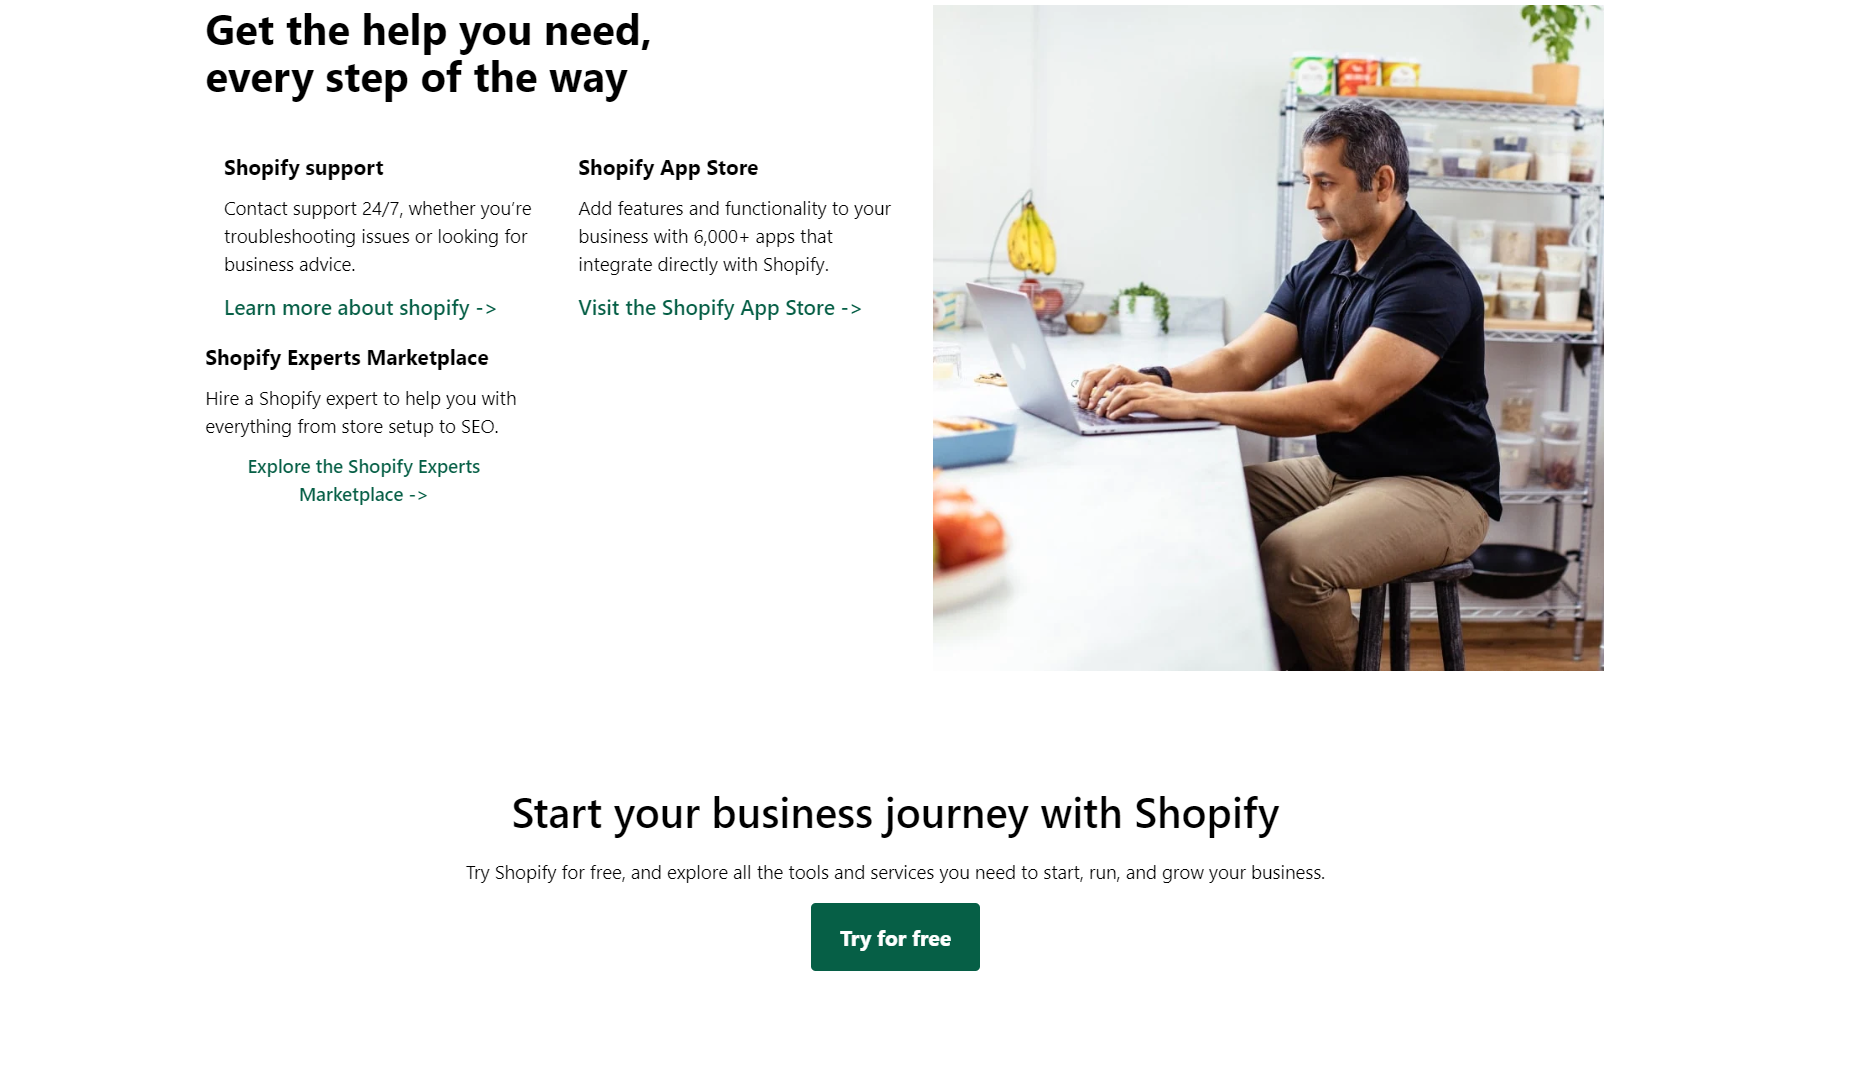 Get the help you need,
every step of the way
Shopify support
Contact support 24/7, whether you’re
troubleshooting issues or looking for
business advice.
Learn more about shopify ->
Shopify App Store
Add features and functionality to your
business with 6,000+ apps that
integrate directly with Shopify.
Visit the Shopify App Store ->
Shopify Experts Marketplace
Hire a Shopify expert to help you with
everything from store setup to SEO.
Explore the Shopify Experts
Marketplace ->
Start your business journey with Shopify
Try Shopify for free, and explore all the tools and services you need to start, run, and grow your business.
Try for free